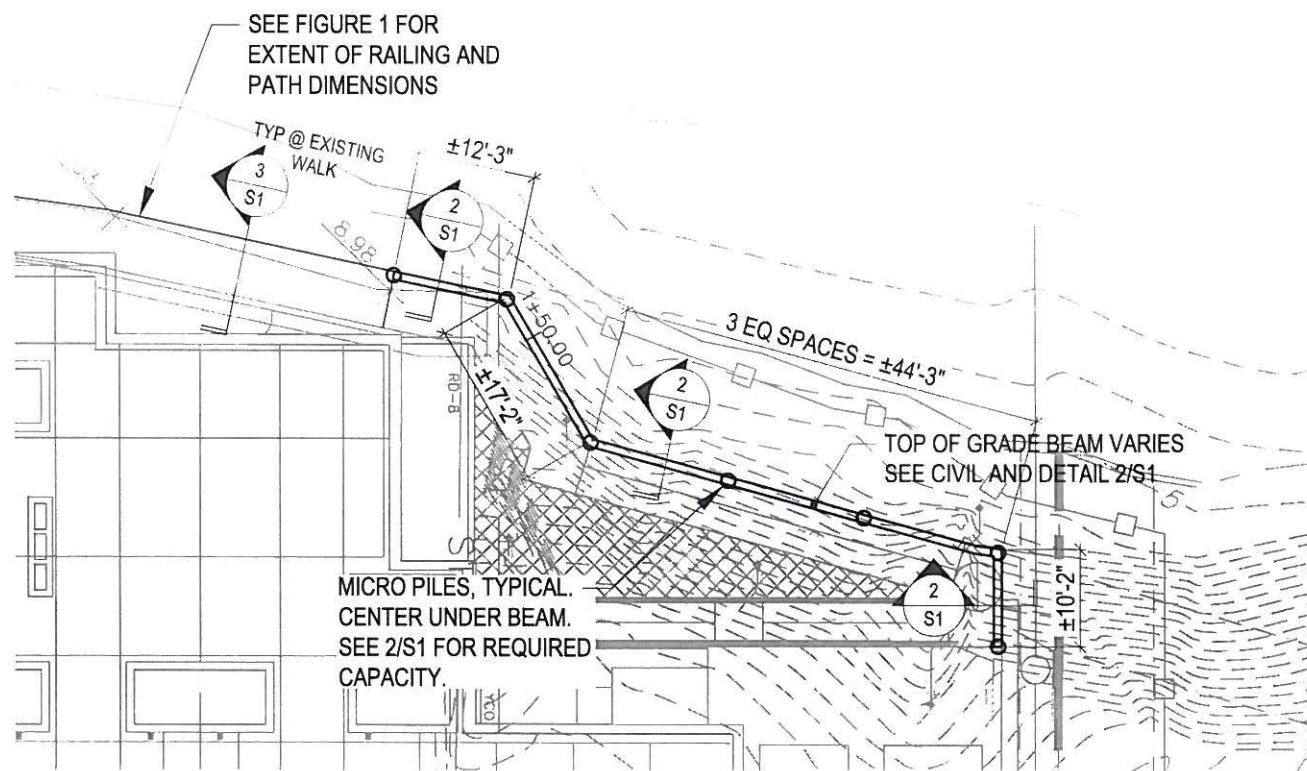 SEE FIGURE 1 FOR
EXTENT OF RAILING AND
PATH DIMENSIONS
TYP @ EXISTING
WALK
±12'-3"
3
S1
2
S1
8.98
1+50.00
3 EQ SPACES = ±44'-3"
±17'-2"
RD-8
2
S1
TOP OF GRADE BEAM VARIES
SEE CIVIL AND DETAIL 2/S1
MICRO PILES, TYPICAL.
CENTER UNDER BEAM.
SEE 2/S1 FOR REQUIRED
CAPACITY.
2
S1
±10'-2"